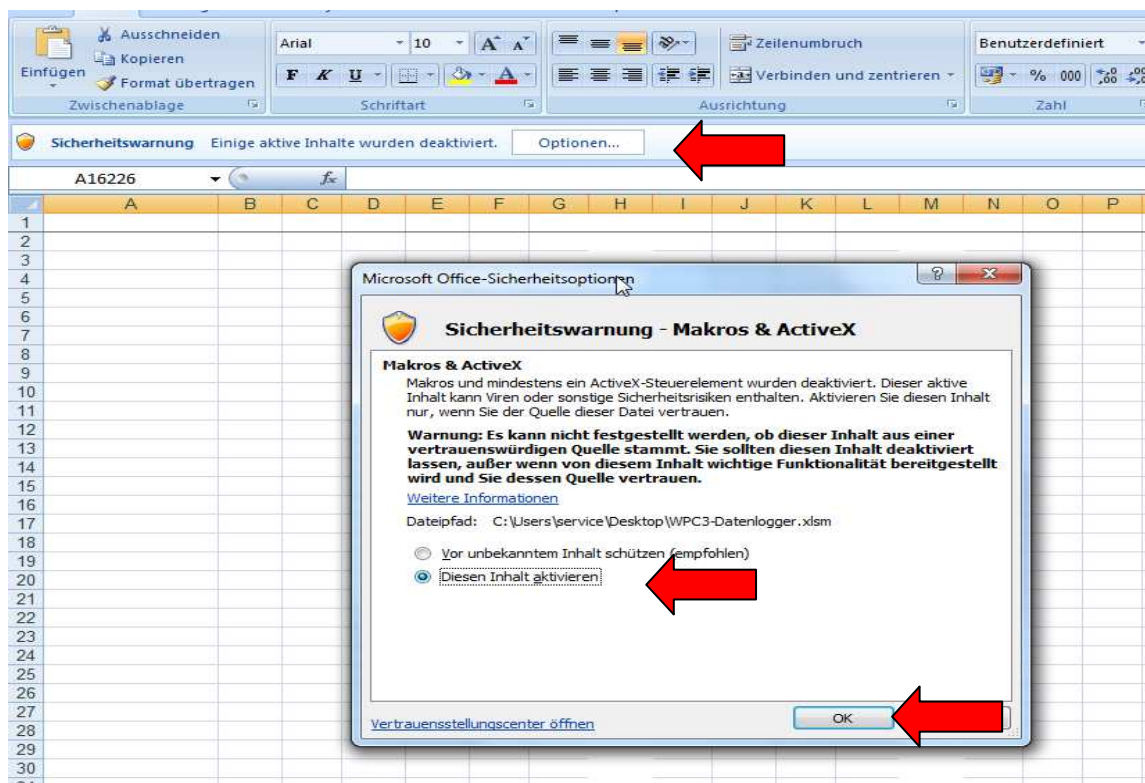 Ausschneiden
Kopieren
Einfügen
Format übertragen
Zwischenablage
Arial 10 A A
F K U A
Schriftart
Zeilenumbruch
Verbinden und zentrieren
Ausrichtung
Benutzerdefiniert
% 000 ,00
Zahl
Sicherheitswarnung Einige aktive Inhalte wurden deaktiviert. Optionen...
A16226 fx
A B C D E F G H I J K L M N O P
1
2
3
4
5
6
7
8
9
10
11
12
13
14
15
16
17
18
19
20
21
22
23
24
25
26
27
28
29
30
Microsoft Office-Sicherheitsoptionen ?
Sicherheitswarnung - Makros & ActiveX
Makros & ActiveX
Makros und mindestens ein ActiveX-Steuerelement wurden deaktiviert. Dieser aktive
Inhalt kann Viren oder sonstige Sicherheitsrisiken enthalten. Aktivieren Sie diesen Inhalt
nur, wenn Sie der Quelle dieser Datei vertrauen.
Warnung: Es kann nicht festgestellt werden, ob dieser Inhalt aus einer
vertrauenswürdigen Quelle stammt. Sie sollten diesen Inhalt deaktiviert
lassen, außer wenn von diesem Inhalt wichtige Funktionalität bereitgestellt
wird und Sie dessen Quelle vertrauen.
Weitere Informationen
Dateipfad: C:\Users\service\Desktop\WPC3-Datenlogger.xlsm
Vor unbekanntem Inhalt schützen (empfohlen)
Diesen Inhalt aktivieren
Vertrauensstellungscenter öffnen
OK